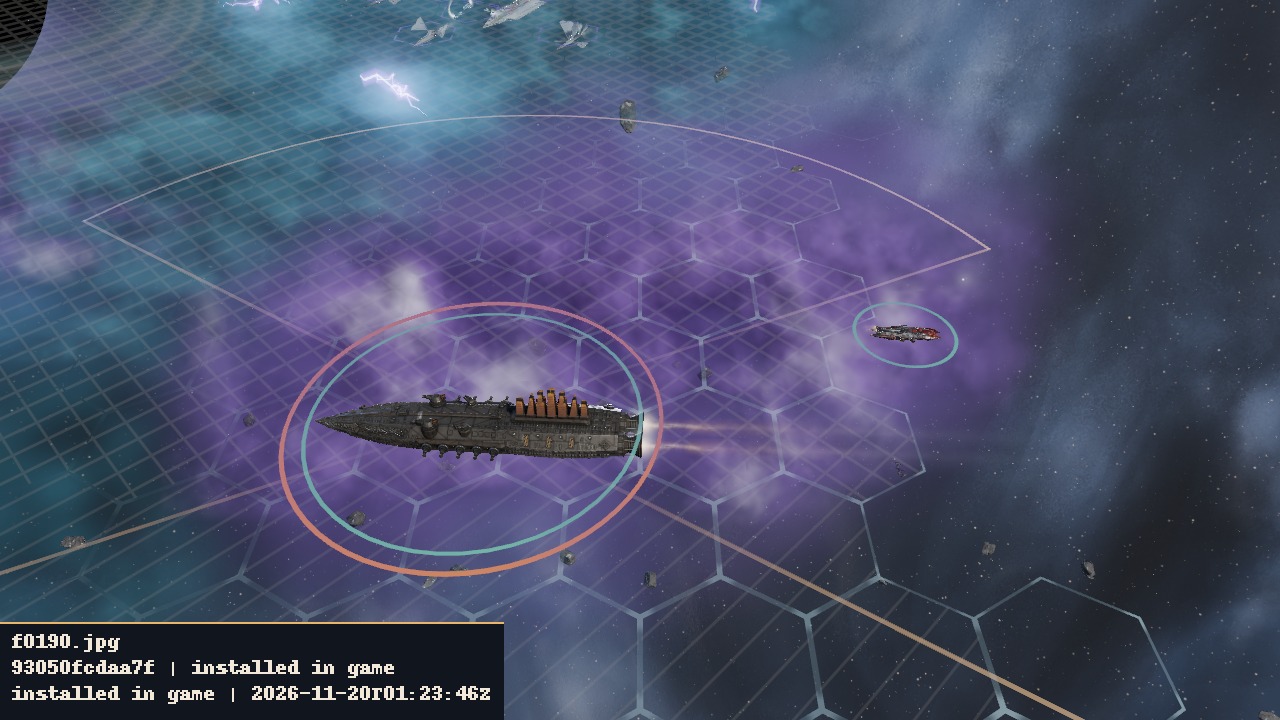 f0190.jpg
93050fcdaa7f | installed in game
installed in game | 2026-11-20T01:23:46Z